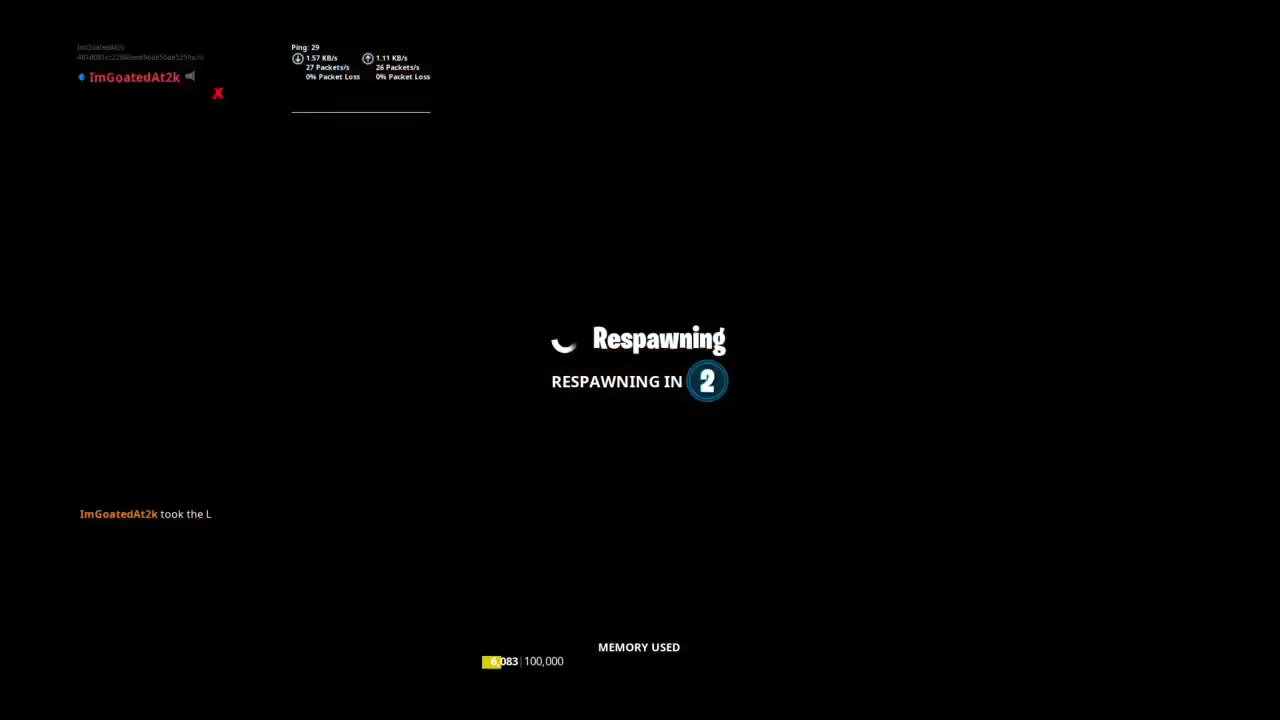 ImGoatedAt2k
Ping: 29
1.57 KB/s 1.11 KB/s
27 Packets/s 26 Packets/s
0% Packet Loss 0% Packet Loss
ImGoatedAt2k
X
Respawning
RESPAWNING IN 2
ImGoatedAt2k took the L
MEMORY USED
6,083|100,000